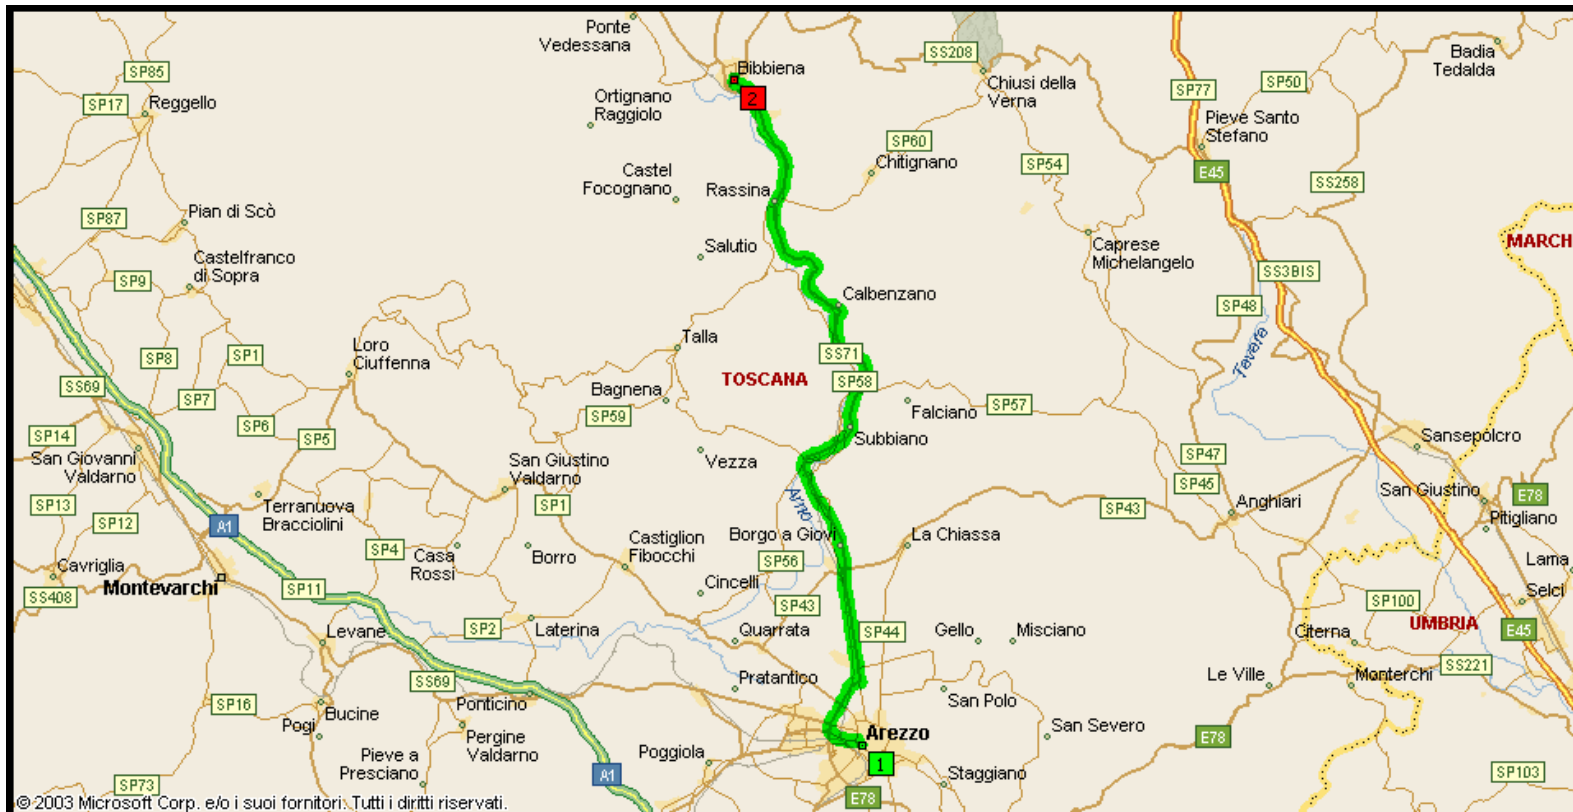 Ponte
Vedessana
SS208
Badia
Tedalda
SP85
Bibbiena
Chiusi della
Verna
SP77
SP50
SP17
Reggello
Ortignano
Raggiolo
2
Pieve Santo
Stefano
SP60
Chitignano
SP54
Castel
Focognano
Rassina
E45
SS258
SP87
Pian di Scò
Caprese
Michelangelo
MARCH
Castelfranco
di Sopra
Salutio
SP9
SS3BIS
Calbenzano
SP48
Tevere
SP8
SP1
Loro
Ciuffenna
Talla
SS71
TOSCANA
SP58
SS69
SP7
Bagnena
SP59
Falciano
SP57
SP6
SP5
SP14
Subbiano
Sansepolcro
San Giovanni
Valdarno
San Giustino
Valdarno
Vezza
SP47
SP45
SP13
Terranuova
Bracciolini
SP1
Arno
SP43
Anghiari
San Giustino
E78
Pitigliano
SP12
A1
SP4
Casa
Rossi
Borro
Castiglion
Fibocchi
Borgo a Giovi
La Chiassa
SP56
Lama
Cavriglia
Montevarchi
SP11
Cincelli
Selci
SS408
SP43
SP100
UMBRIA
E45
Levane
SP2
Laterina
Quarrata
SP44
Gello
Misciano
Citerna
SS221
SS69
Pratantico
Le Ville
Monterchi
SP16
Bucine
Ponticino
San Polo
Pogi
Pergine
Valdarno
Arezzo
San Severo
E78
Pieve a
Presciano
Poggiola
1
SP73
A1
Staggiano
SP103
E78
© 2003 Microsoft Corp. e/o i suoi fornitori. Tutti i diritti riservati.